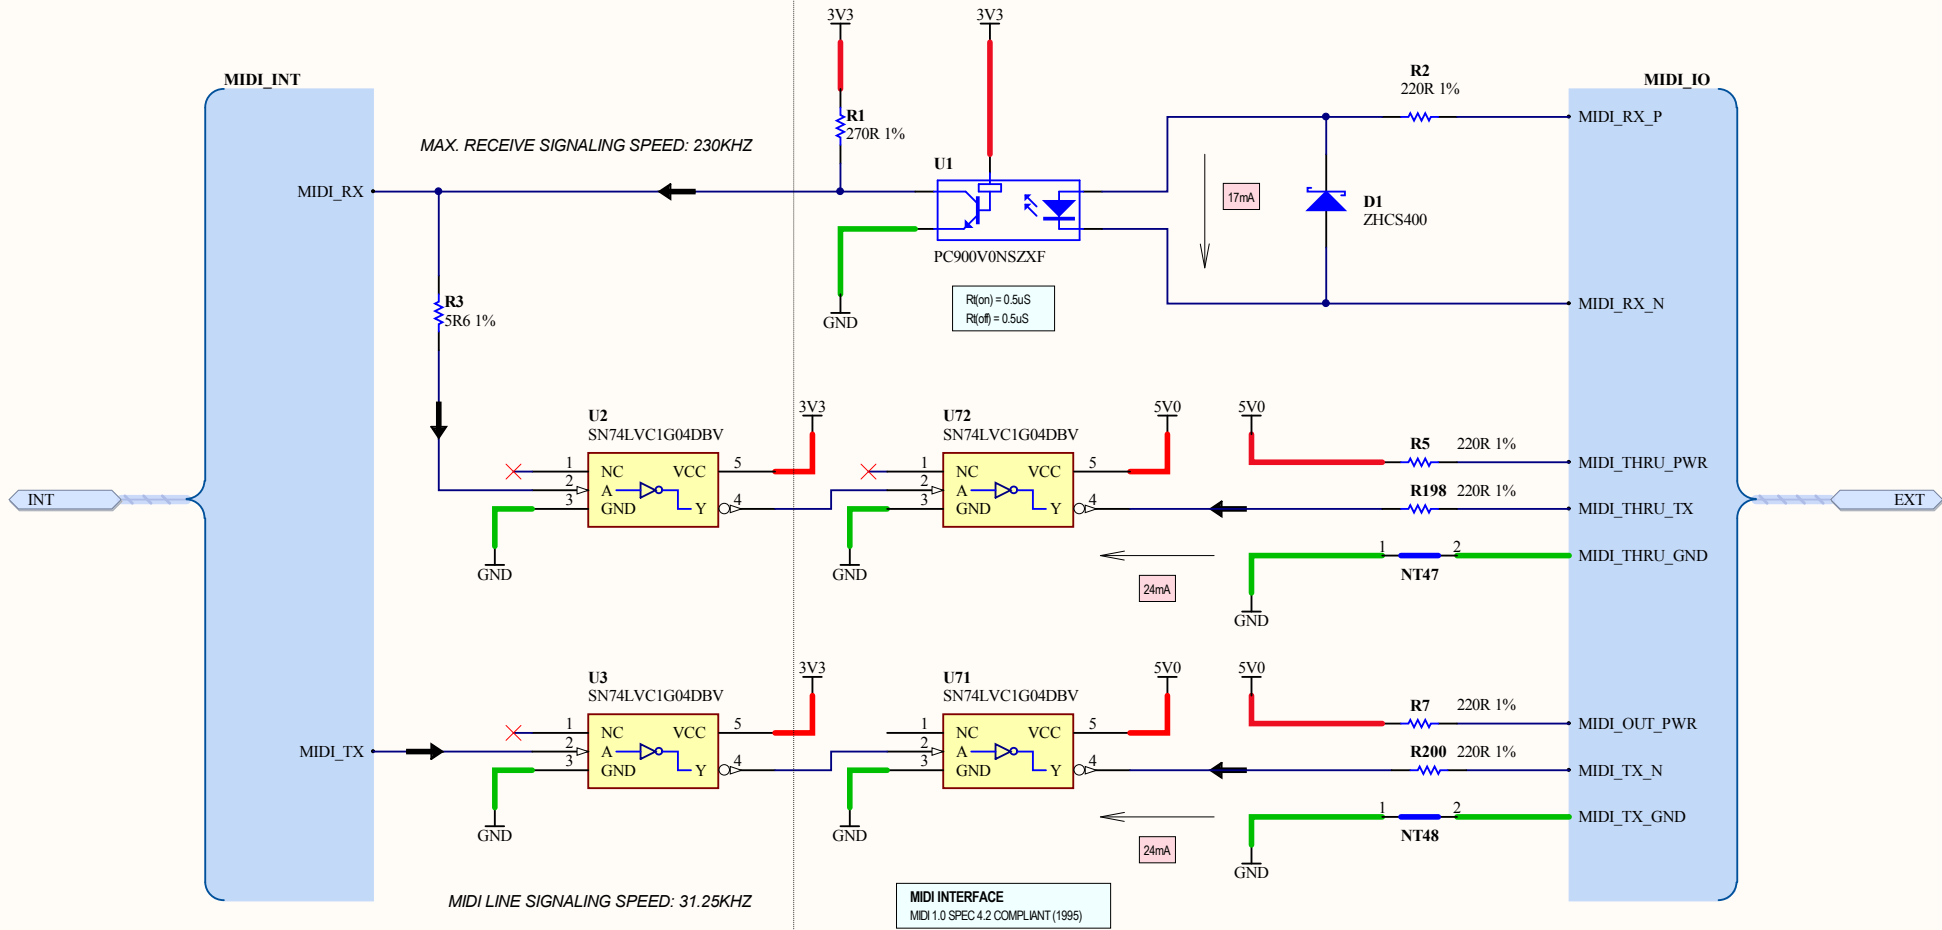 3V3
3V3
MIDI_INT
R2
220R 1%
MIDI_IO
R1
270R 1%
MIDI_RX_P
MAX. RECEIVE SIGNALING SPEED: 230KHZ
U1
MIDI_RX
17mA
D1
ZHCS400
PC900V0NSZXF
R3
5R6 1%
Rt(on) = 0.5uS
Rt(off) = 0.5uS
GND
MIDI_RX_N
U2
SN74LVC1G04DBV
3V3
U72
SN74LVC1G04DBV
5V0
5V0
R5 220R 1%
MIDI_THRU_PWR
1 NC VCC 5
2 A
3 GND Y 4
1 NC VCC 5
2 A
3 GND Y 4
R198 220R 1%
MIDI_THRU_TX
INT
EXT
GND
GND
24mA
1 2
NT47
MIDI_THRU_GND
GND
U3
SN74LVC1G04DBV
3V3
U71
SN74LVC1G04DBV
5V0
5V0
R7 220R 1%
MIDI_OUT_PWR
MIDI_TX
1 NC VCC 5
2 A
3 GND Y 4
1 NC VCC 5
2 A
3 GND Y 4
R200 220R 1%
MIDI_TX_N
GND
GND
24mA
1 2
NT48
MIDI_TX_GND
GND
MIDI LINE SIGNALING SPEED: 31.25KHZ
MIDI INTERFACE
MIDI 1.0 SPEC 4.2 COMPLIANT (1995)